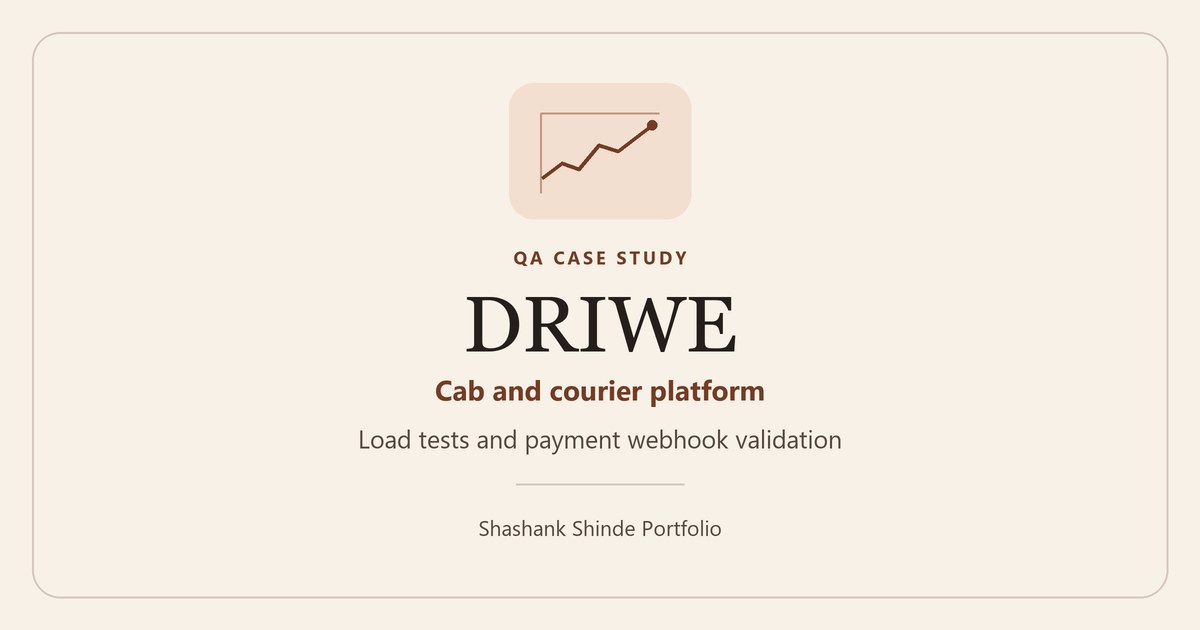 QA CASE STUDY
DRIWE
Cab and courier platform
Load tests and payment webhook validation
Shashank Shinde Portfolio